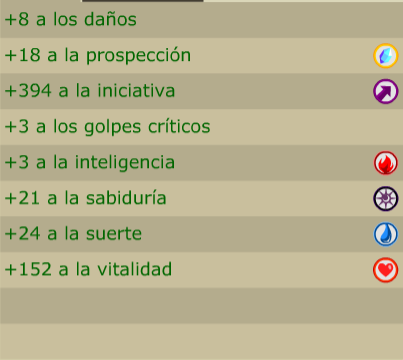 +8 a los daños
+18 a la prospección
+394 a la iniciativa
+3 a los golpes críticos
+3 a la inteligencia
+21 a la sabiduría
+24 a la suerte
+152 a la vitalidad